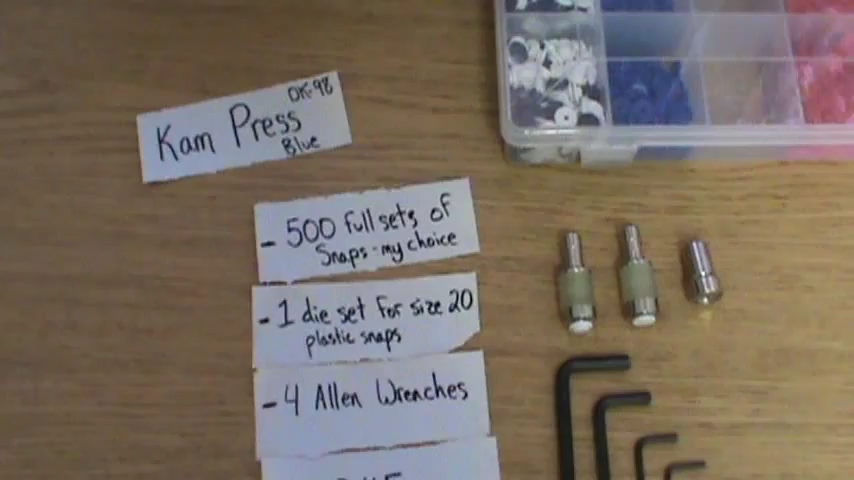 DK-98
Kam Press
Blue
- 500 full sets of
Snaps - my choice
- 1 die set for size 20
plastic snaps
- 4 Allen Wrenches